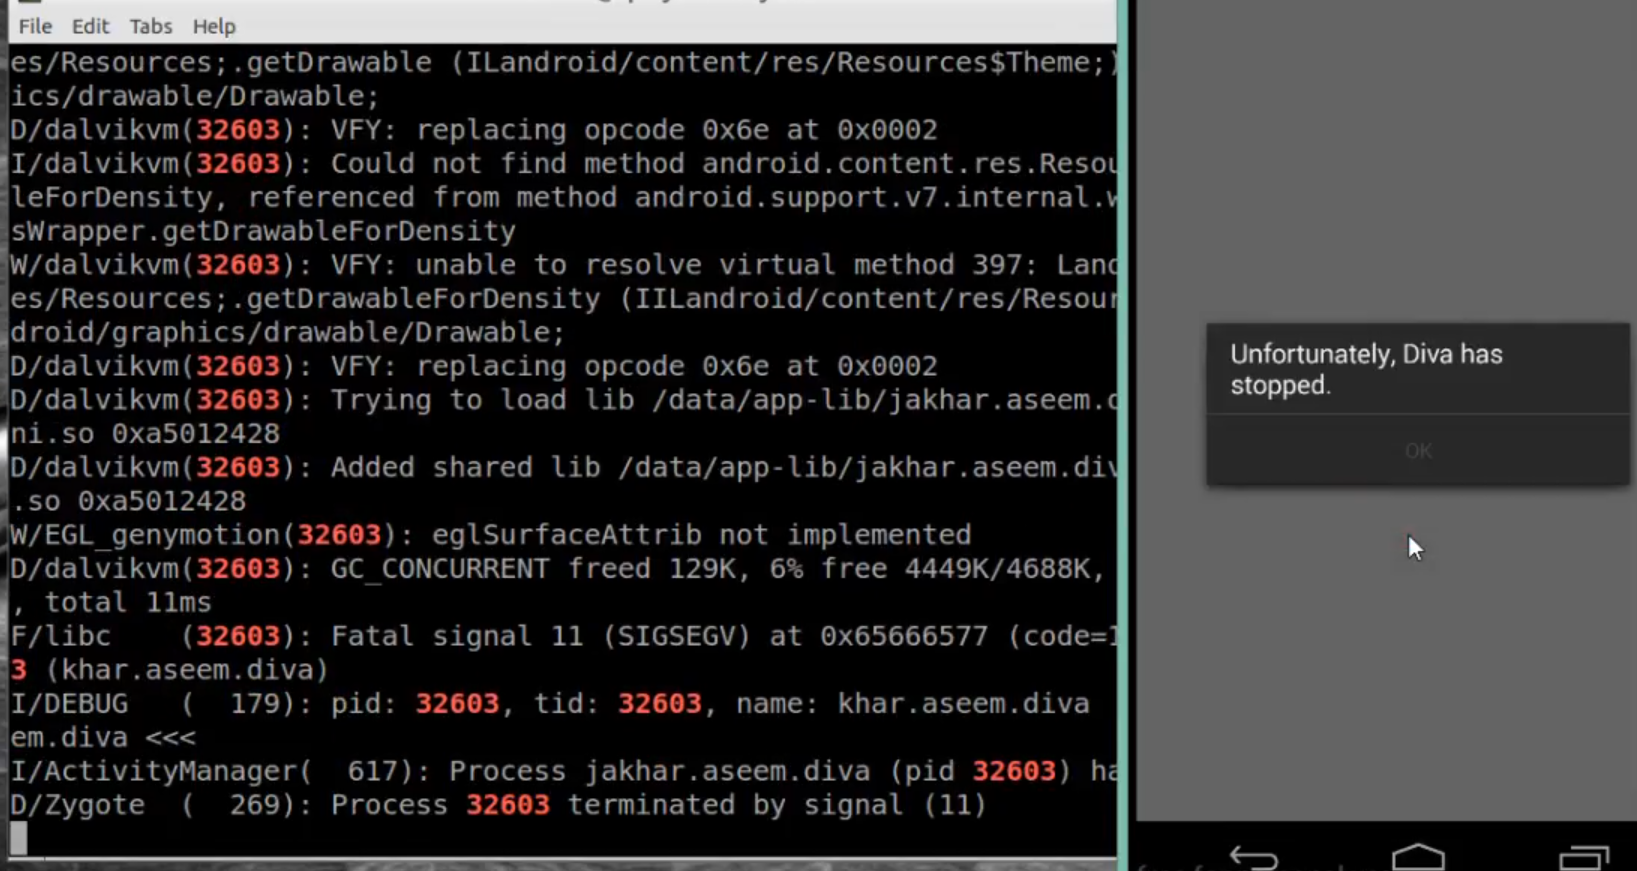 File Edit Tabs Help
es/Resources;.getDrawable (ILandroid/content/res/Resources$Theme;)
ics/drawable/Drawable;
D/dalvikvm(32603): VFY: replacing opcode 0x6e at 0x0002
I/dalvikvm(32603): Could not find method android.content.res.Resou
leForDensity, referenced from method android.support.v7.internal.w
sWrapper.getDrawableForDensity
W/dalvikvm(32603): VFY: unable to resolve virtual method 397: Land
es/Resources;.getDrawableForDensity (IILandroid/content/res/Resour
droid/graphics/drawable/Drawable;
D/dalvikvm(32603): VFY: replacing opcode 0x6e at 0x0002
D/dalvikvm(32603): Trying to load lib /data/app-lib/jakhar.aseem.d
ni.so 0xa5012428
D/dalvikvm(32603): Added shared lib /data/app-lib/jakhar.aseem.div
.so 0xa5012428
W/EGL_genymotion(32603): eglSurfaceAttrib not implemented
D/dalvikvm(32603): GC_CONCURRENT freed 129K, 6% free 4449K/4688K,
, total 11ms
F/libc    (32603): Fatal signal 11 (SIGSEGV) at 0x65666577 (code=1
3 (khar.aseem.diva)
I/DEBUG   (  179): pid: 32603, tid: 32603, name: khar.aseem.diva
em.diva <<<
I/ActivityManager(  617): Process jakhar.aseem.diva (pid 32603) ha
D/Zygote  (  269): Process 32603 terminated by signal (11)
Unfortunately, Diva has
stopped.
OK